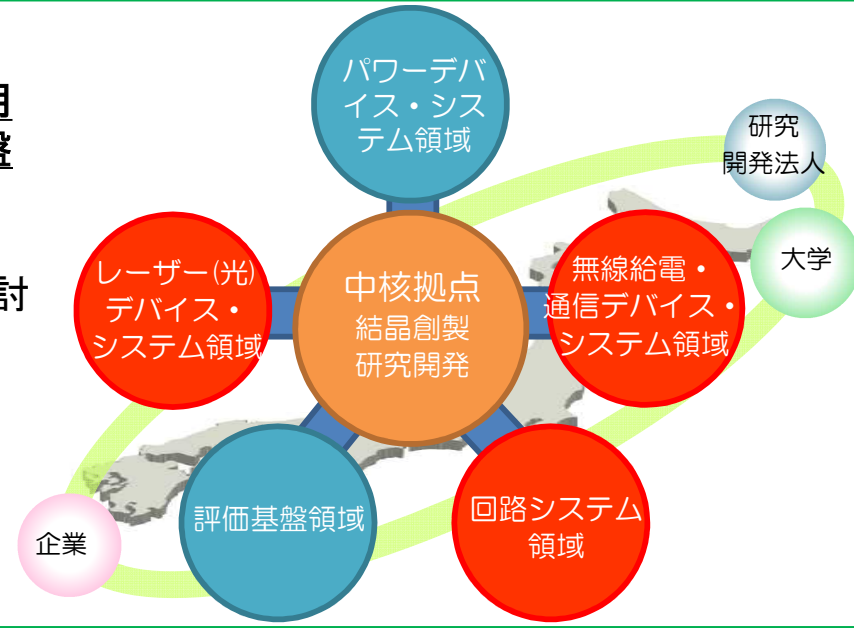 パワーデバ
イス・シス
テム領域
研究
開発法人
大学
計
レーザー(光)
デバイス・
システム領域
中核拠点
結晶創製
研究開発
無線給電・
通信デバイス・
システム領域
評価基盤領域
回路システム
領域
企業